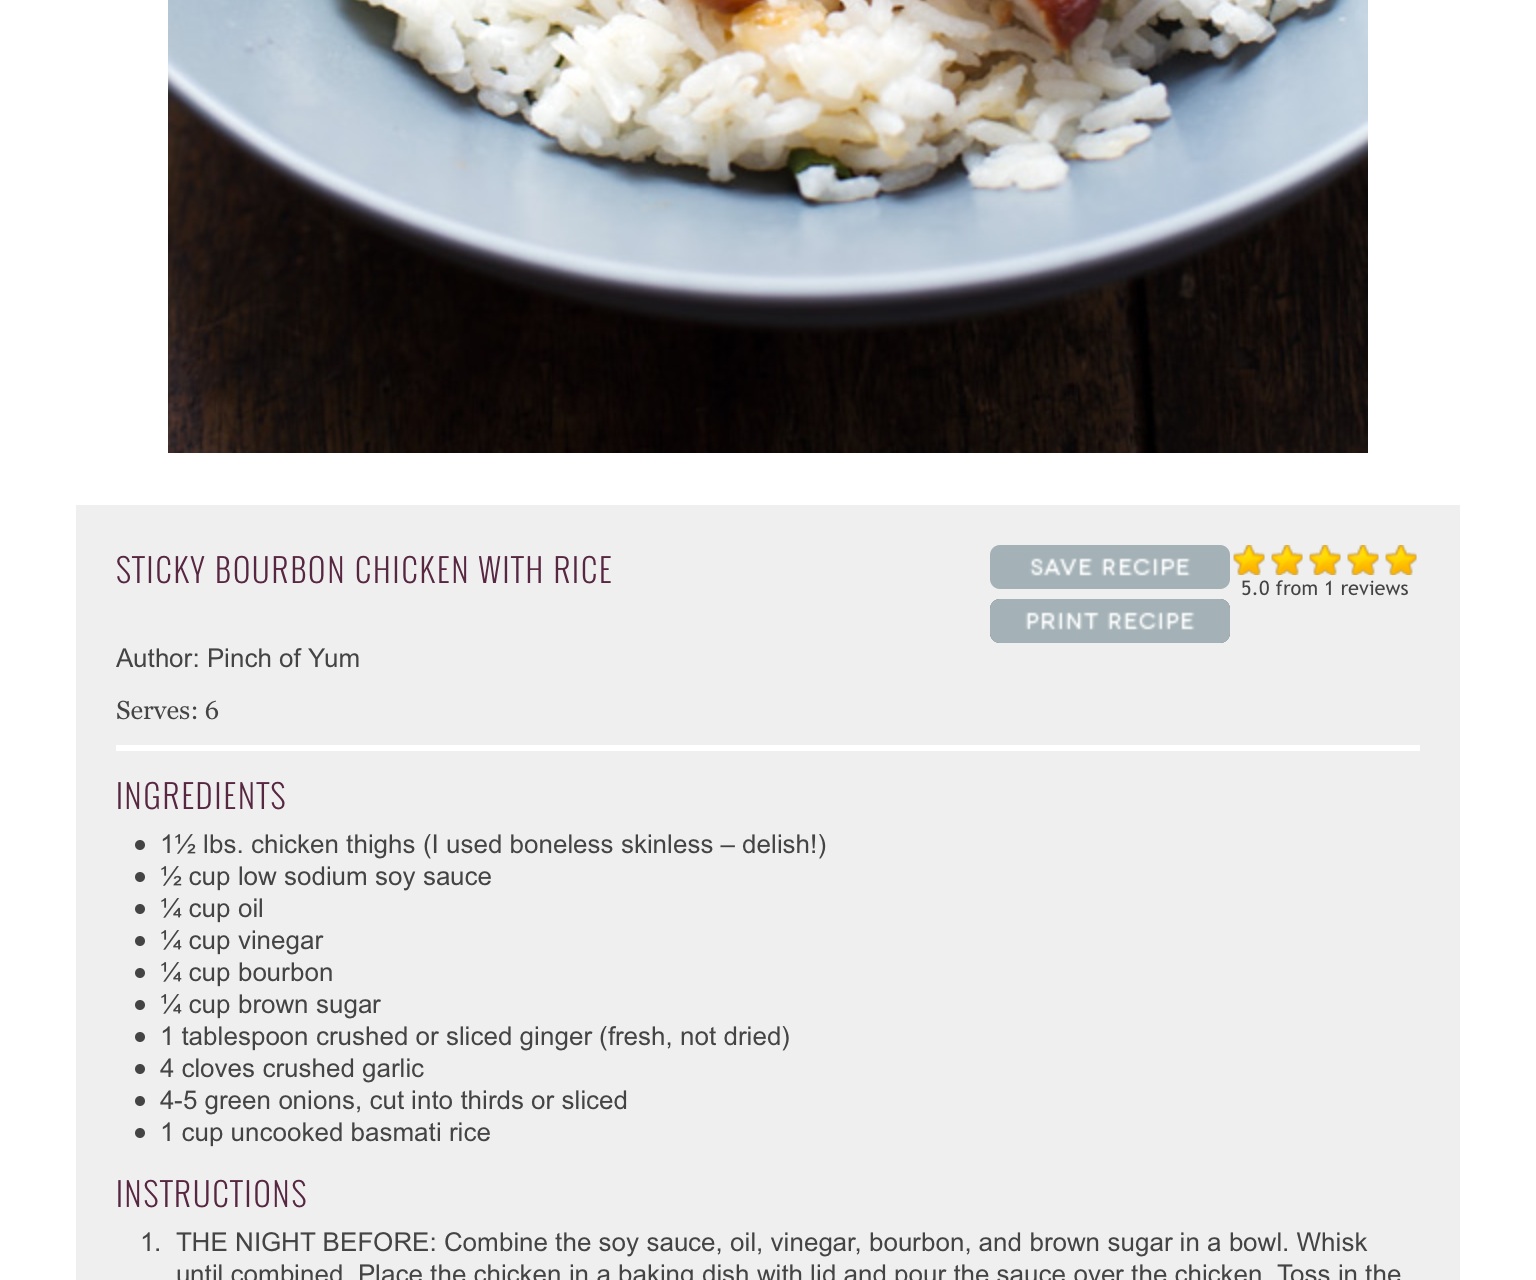 STICKY BOURBON CHICKEN WITH RICE
SAVE RECIPE
PRINT RECIPE
5.0 from 1 reviews
Author: Pinch of Yum
Serves: 6
INGREDIENTS
• 1½ lbs. chicken thighs (I used boneless skinless – delish!)
• ½ cup low sodium soy sauce
• ¼ cup oil
• ¼ cup vinegar
• ¼ cup bourbon
• ¼ cup brown sugar
• 1 tablespoon crushed or sliced ginger (fresh, not dried)
• 4 cloves crushed garlic
• 4-5 green onions, cut into thirds or sliced
• 1 cup uncooked basmati rice
INSTRUCTIONS
1. THE NIGHT BEFORE: Combine the soy sauce, oil, vinegar, bourbon, and brown sugar in a bowl. Whisk
until combined. Place the chicken in a baking dish with lid and pour the sauce over the chicken. Toss in the